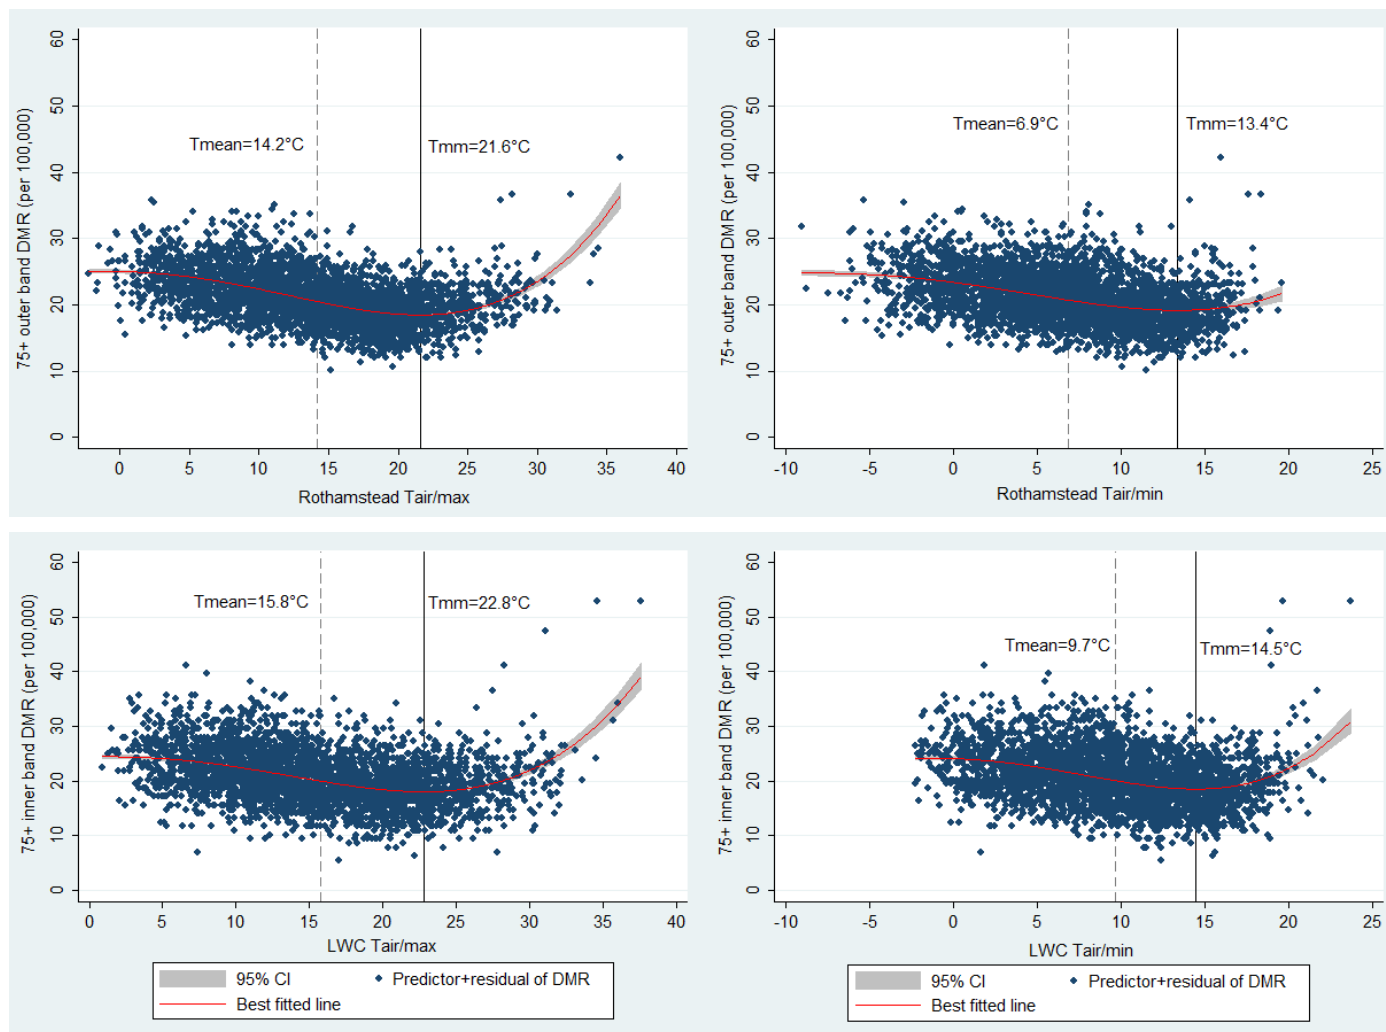 75+ outer band DMR (per 100,000)
60
50
40
30
20
10
0
Tmean=14.2°C
Tmm=21.6°C
0 5 10 15 20 25 30 35 40
Rothamstead Tair/max
75+ outer band DMR (per 100,000)
60
50
40
30
20
10
0
Tmean=6.9°C
Tmm=13.4°C
-10 -5 0 5 10 15 20 25
Rothamstead Tair/min
75+ inner band DMR (per 100,000)
60
50
40
30
20
10
0
Tmean=15.8°C
Tmm=22.8°C
0 5 10 15 20 25 30 35 40
LWC Tair/max
95% CI
Predictor+residual of DMR
Best fitted line
75+ inner band DMR (per 100,000)
60
50
40
30
20
10
0
Tmean=9.7°C
Tmm=14.5°C
-10 -5 0 5 10 15 20 25
LWC Tair/min
95% CI
Predictor+residual of DMR
Best fitted line